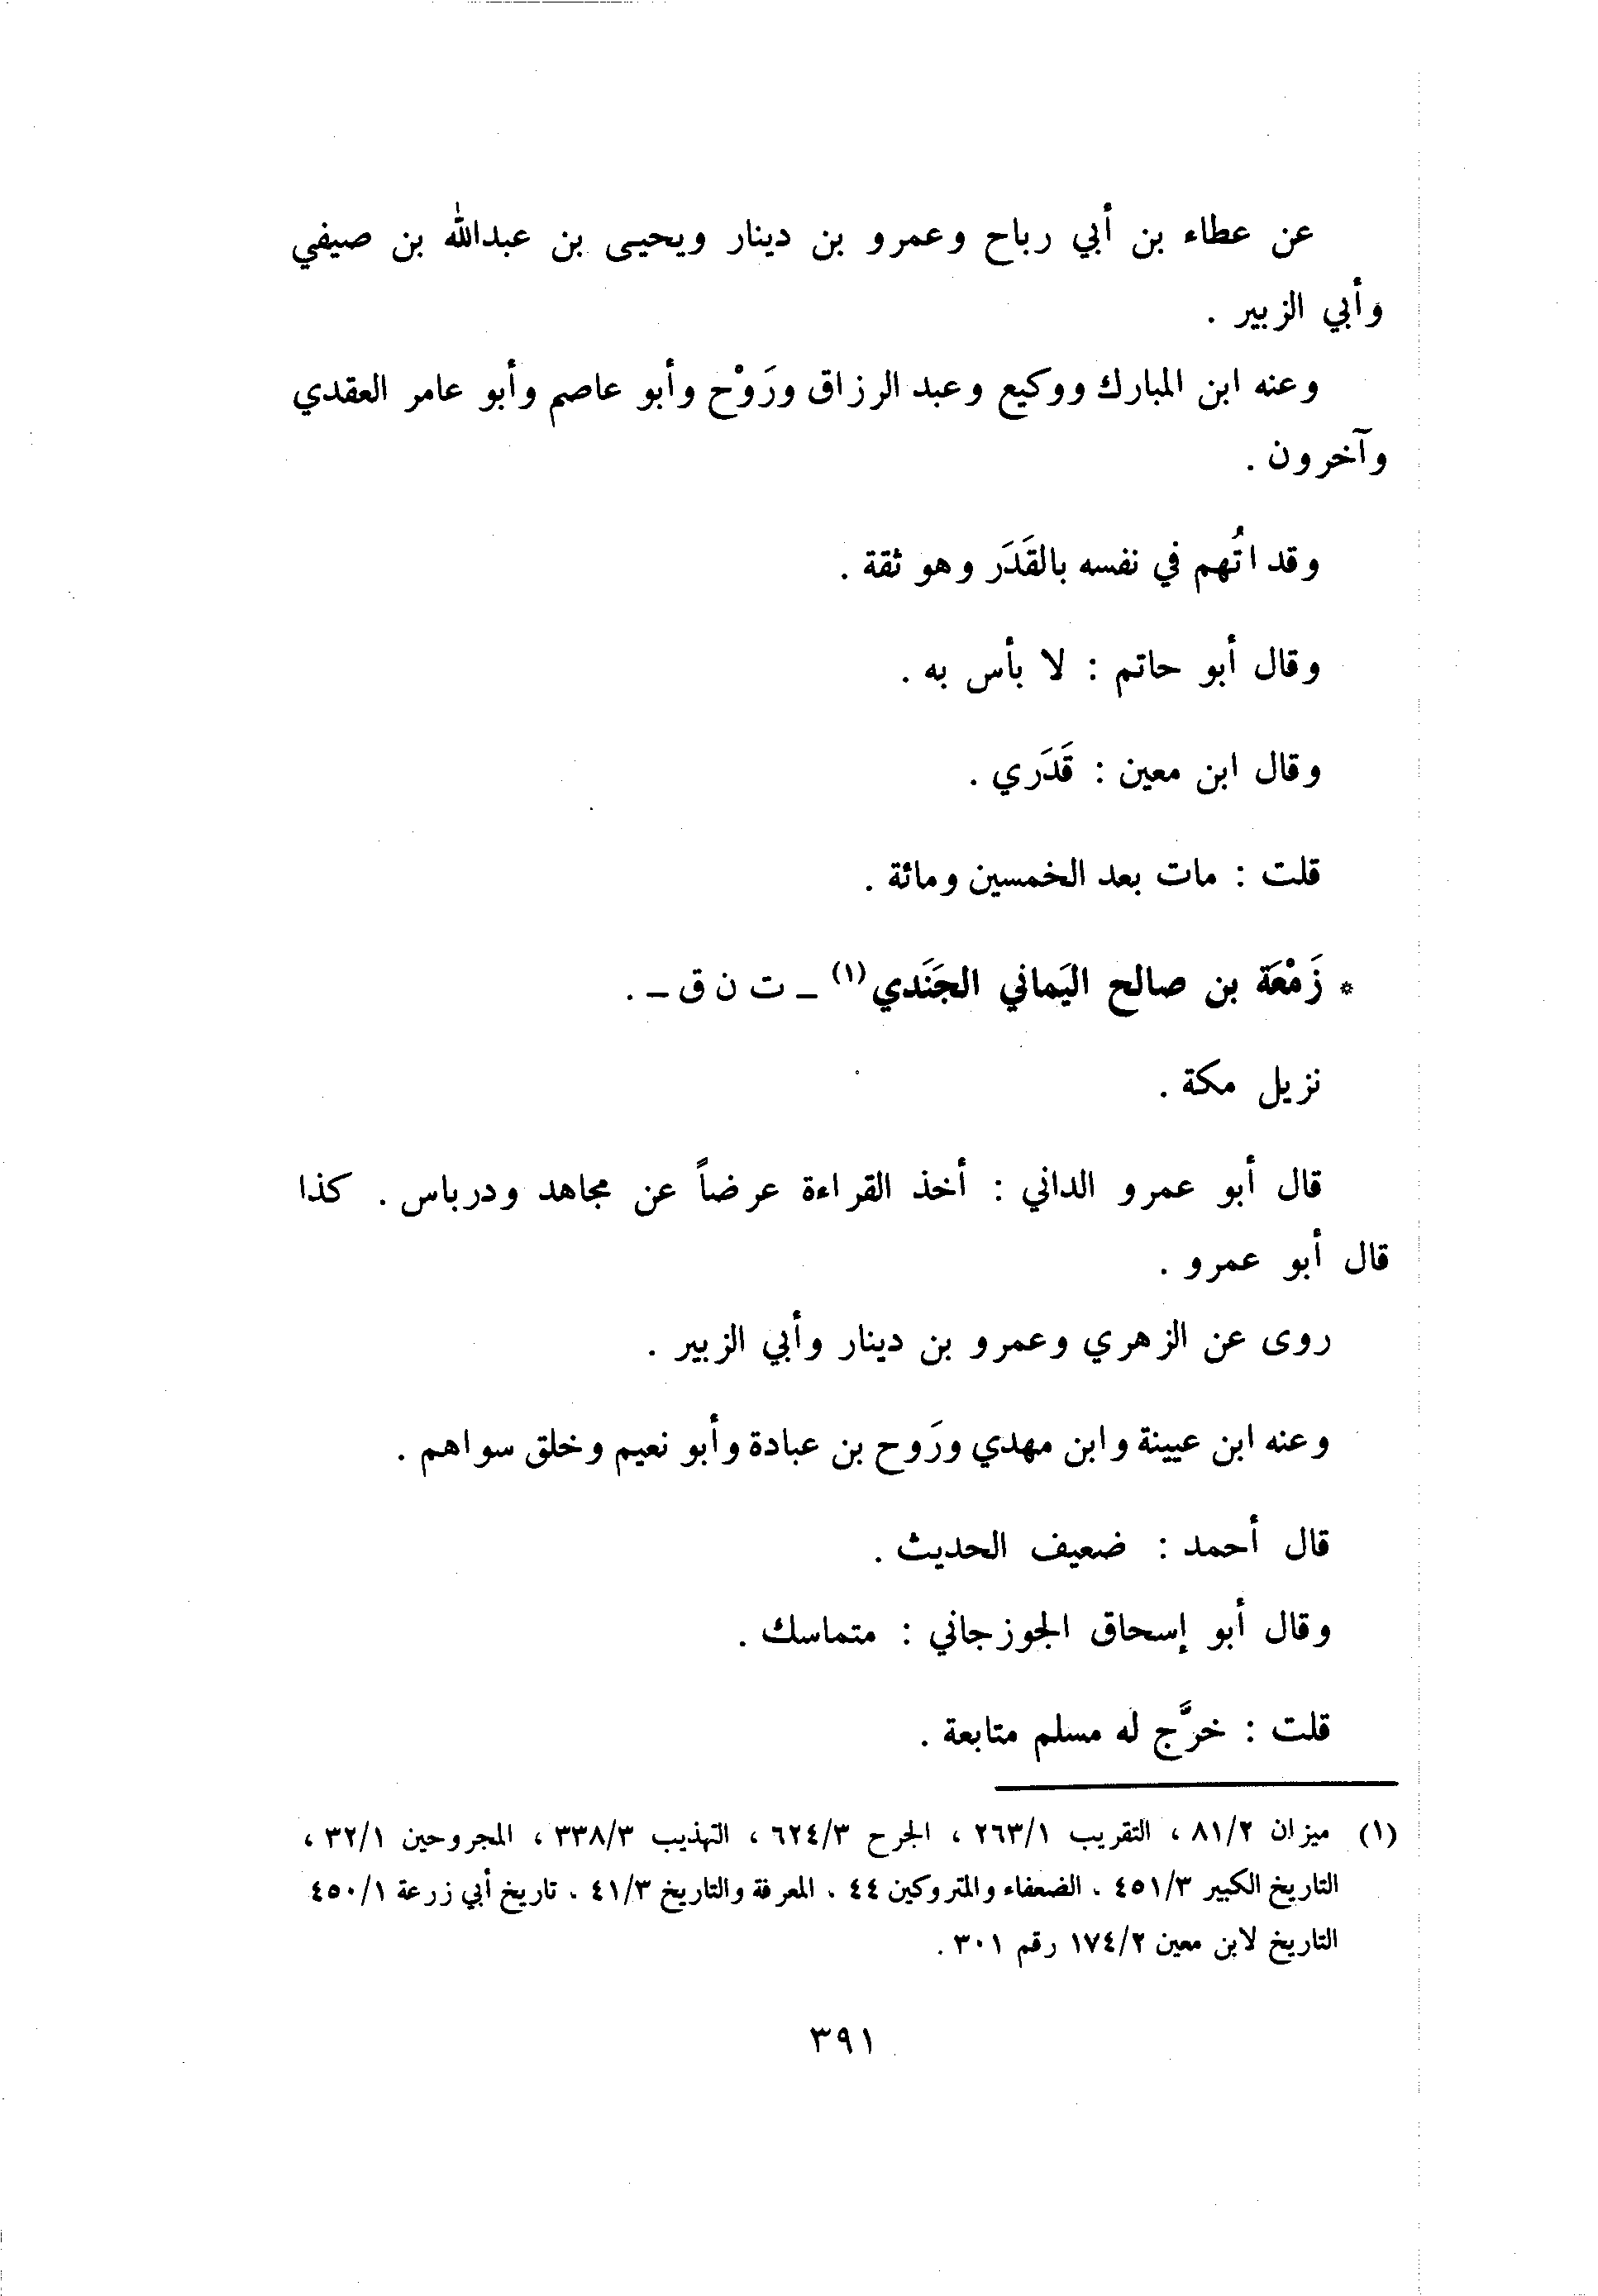 عن عطاء بن أبي رباح وعمرو بن دينار ويحيى بن عبدالله بن صيفي
وأبي الزبير .
وعنه ابن المبارك ووكيع وعبد الرزاق ورَوْح وأبو عاصم وأبو عامر العقدي
وآخرون .
وقد اتُهم في نفسه بالقَدَر وهو ثقة .
وقال أبو حاتم : لا بأس به .
وقال ابن معين : قَدَري .
قلت : مات بعد الخمسين ومائة .
* زَمْعَة بن صالح اليَماني الجَنَدي (١) ـ ت ن ق ـ .
نزيل مكة .
قال أبو عمرو الداني : أخذ القراءة عرضاً عن مجاهد ودرباس . كذا
قال أبو عمرو .
روى عن الزهري وعمرو بن دينار وأبي الزبير .
وعنه ابن عيينة وابن مهدي ورَوح بن عبادة وأبو نعيم وخلق سواهم .
قال أحمد : ضعيف الحديث .
وقال أبو إسحاق الجوزجاني : متماسك .
قلت : خرَّج له مسلم متابعة .
(١) ميزان ٨١/٢ ، التقريب ٢٦٣/١ ، الجرح ٦٢٤/٣ ، التهذيب ٣٣٨/٣ ، المجروحين ٣٢/١ ،
التاريخ الكبير ٤٥١/٣ . الضعفاء والمتروكين ٤٤ . المعرفة والتاريخ ٤١/٣ . تاريخ أبي زرعة ٤٥٠/١
التاريخ لابن معين ١٧٤/٢ رقم ٣٠١ .
٣٩١